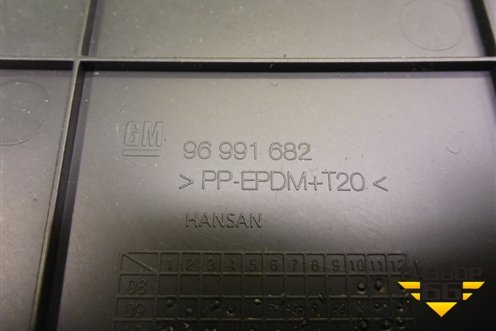 GM 96 991 682
> PP-EPDM+T20 <
HANSAN
1 2 3 4 5 6 7 8 9 10 11 12
08
09